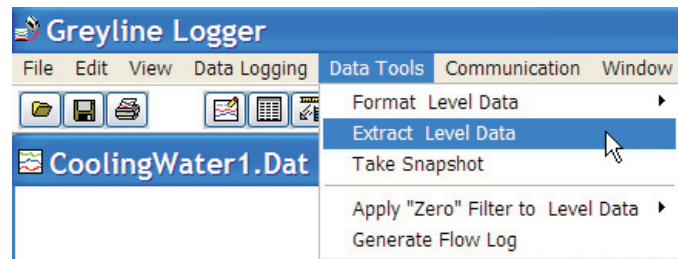 Greyline Logger
File Edit View Data Logging Data Tools Communication Window
Format Level Data
Extract Level Data
CoolingWater1.Dat
Take Snapshot
Apply "Zero" Filter to Level Data
Generate Flow Log